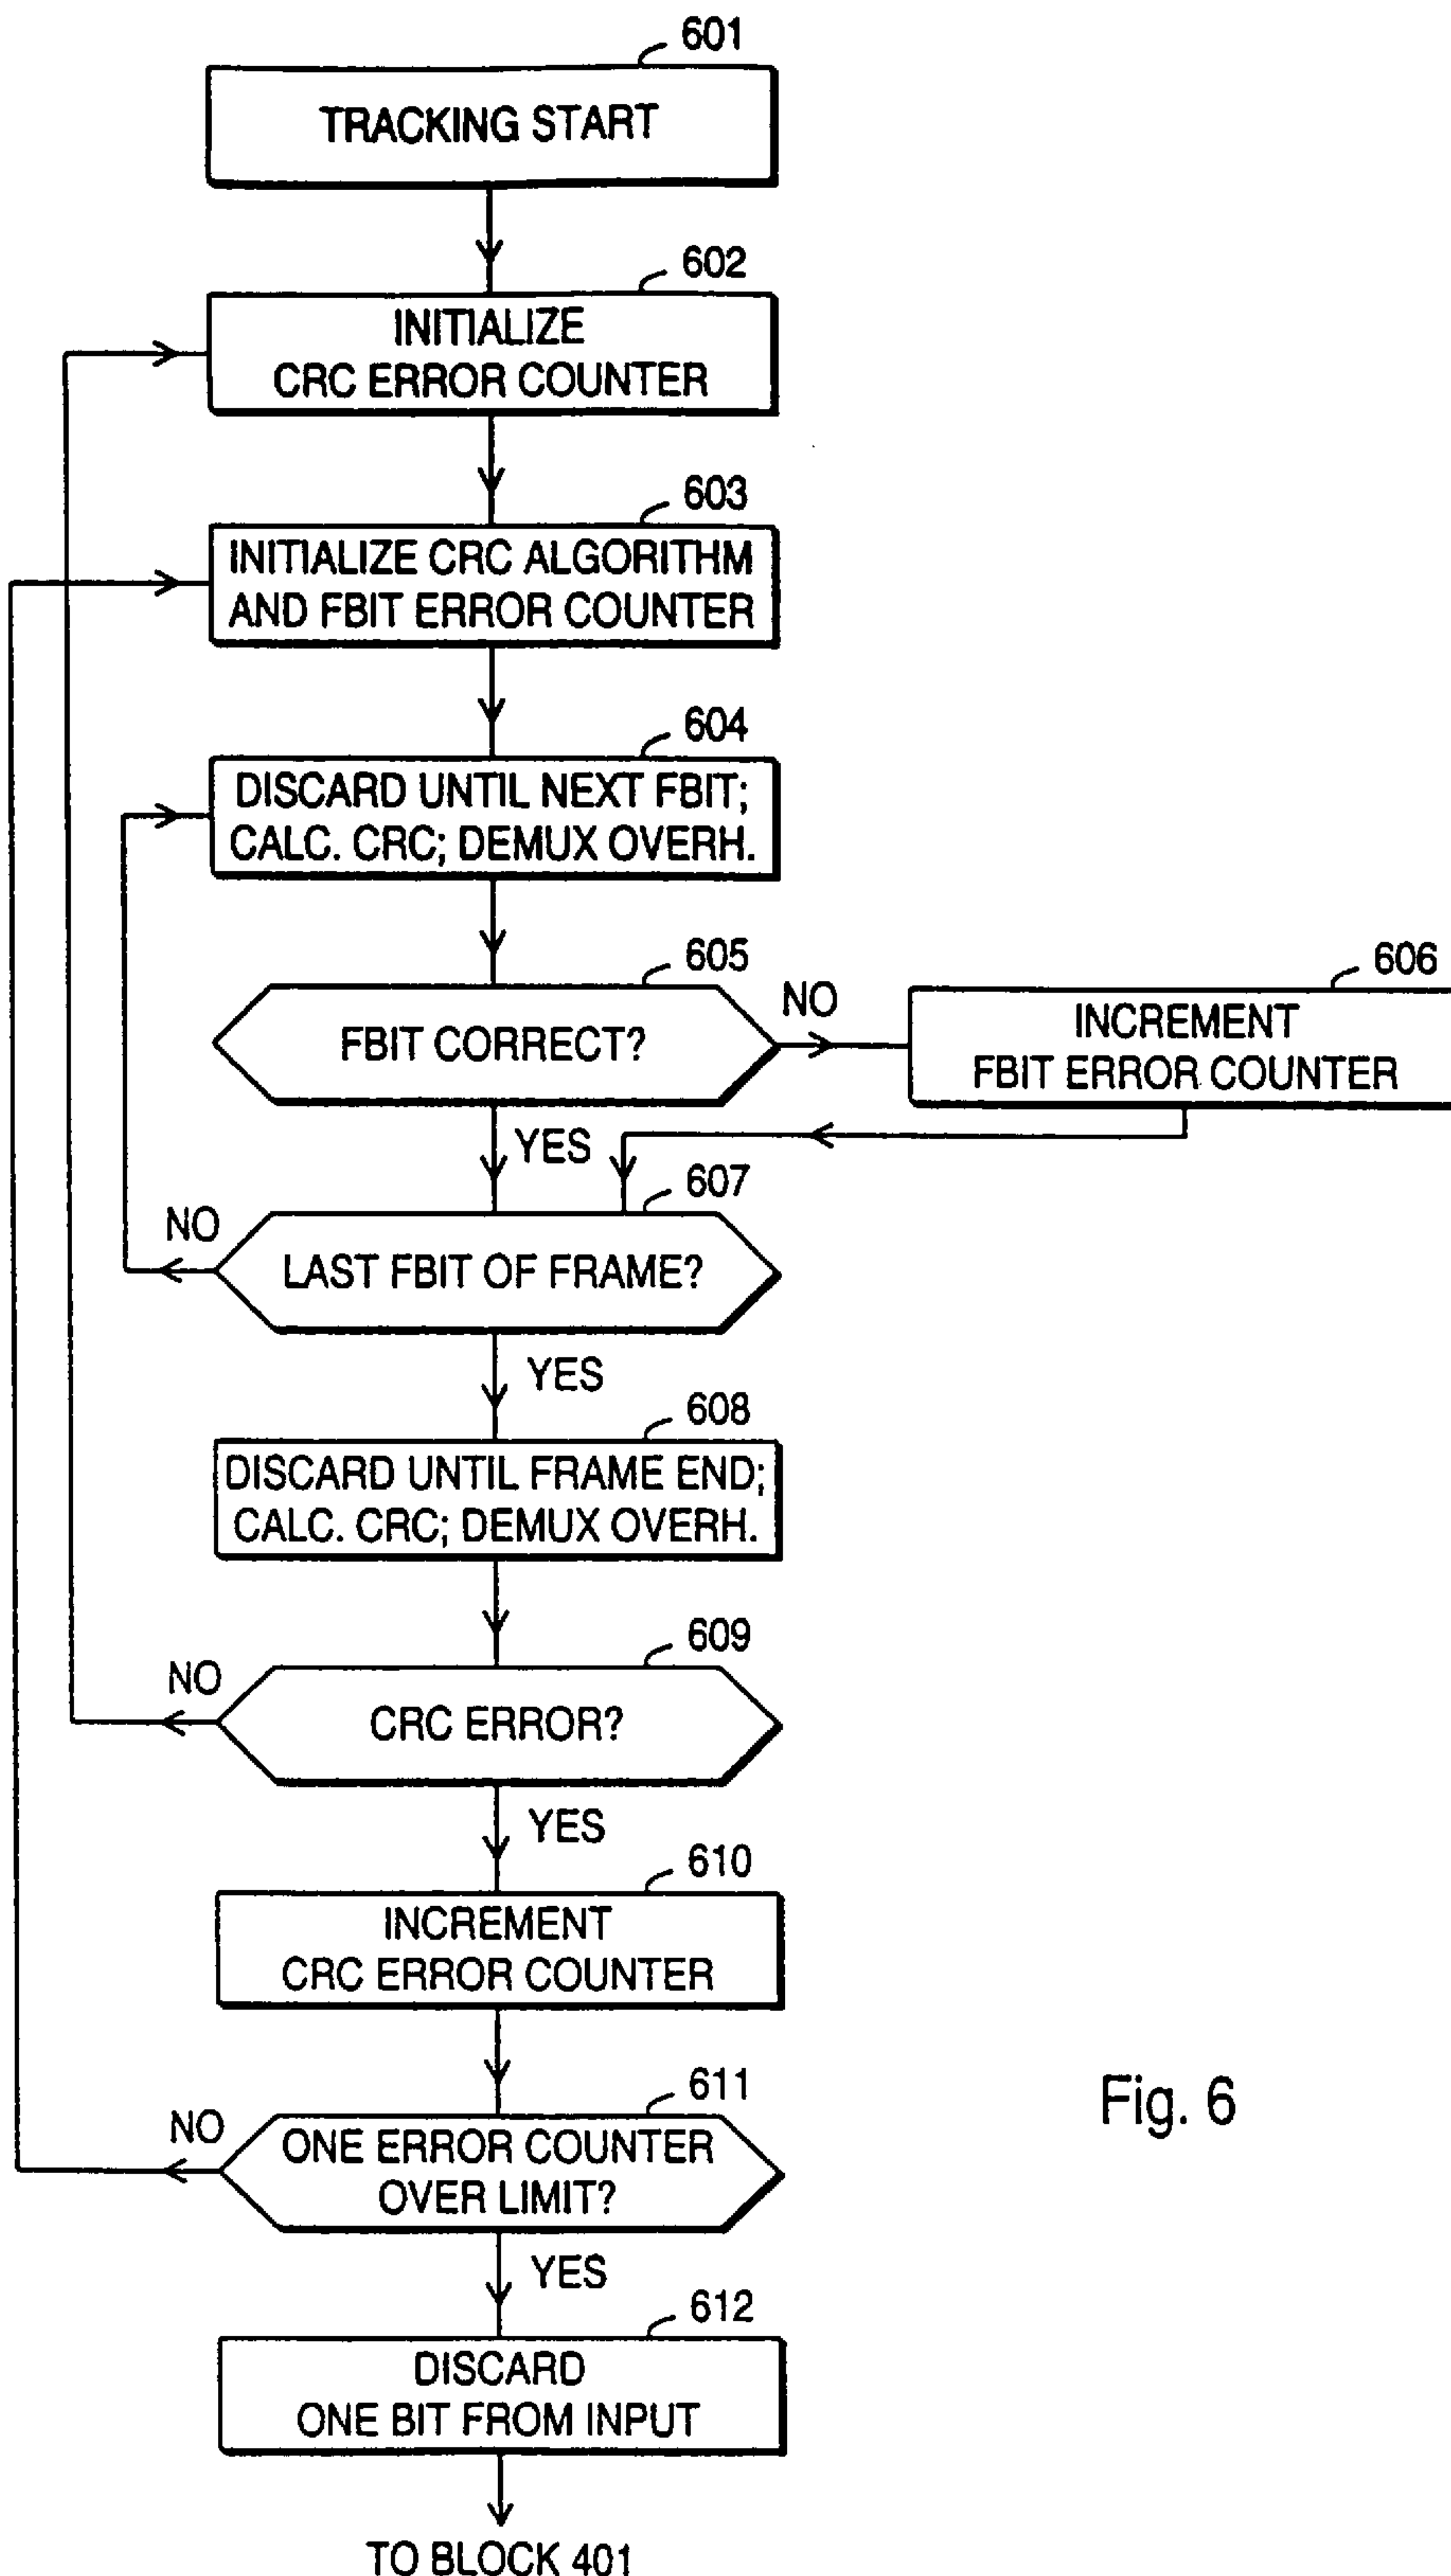 601
TRACKING START
602
INITIALIZE
CRC ERROR COUNTER
603
INITIALIZE CRC ALGORITHM
AND FBIT ERROR COUNTER
604
DISCARD UNTIL NEXT FBIT;
CALC. CRC; DEMUX OVERH.
605
FBIT CORRECT?
NO
606
INCREMENT
FBIT ERROR COUNTER
YES
607
NO
LAST FBIT OF FRAME?
YES
608
DISCARD UNTIL FRAME END;
CALC. CRC; DEMUX OVERH.
609
NO
CRC ERROR?
YES
610
INCREMENT
CRC ERROR COUNTER
611
NO
ONE ERROR COUNTER
OVER LIMIT?
YES
612
DISCARD
ONE BIT FROM INPUT
TO BLOCK 401
Fig. 6